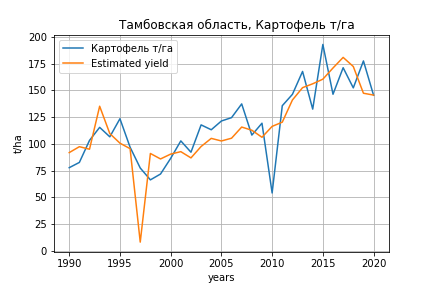 Тамбовская область, Картофель т/га
Картофель т/га
Estimated yield
200
175
150
125
100
75
50
25
0
t/ha
1990 1995 2000 2005 2010 2015 2020
years